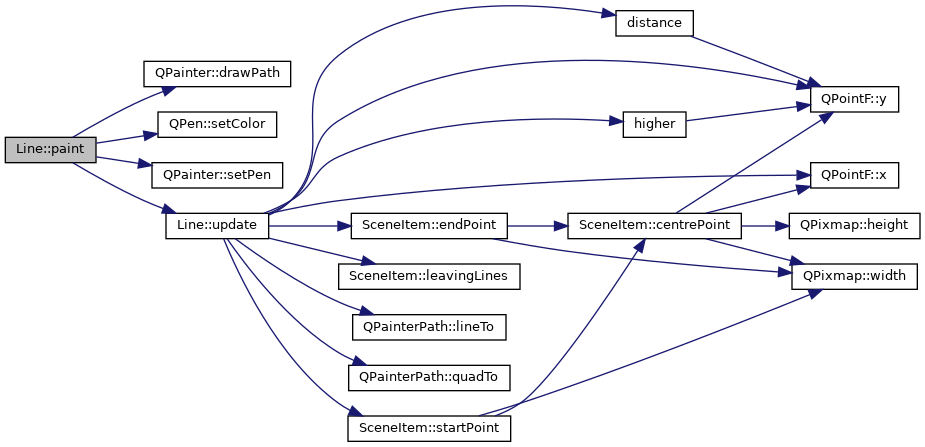 distance
QPainter::drawPath
QPointF::y
QPen::setColor
higher
Line::paint
QPainter::setPen
QPointF::x
Line::update
SceneItem::endPoint
SceneItem::centrePoint
QPixmap::height
SceneItem::leavingLines
QPixmap::width
QPainterPath::lineTo
QPainterPath::quadTo
SceneItem::startPoint